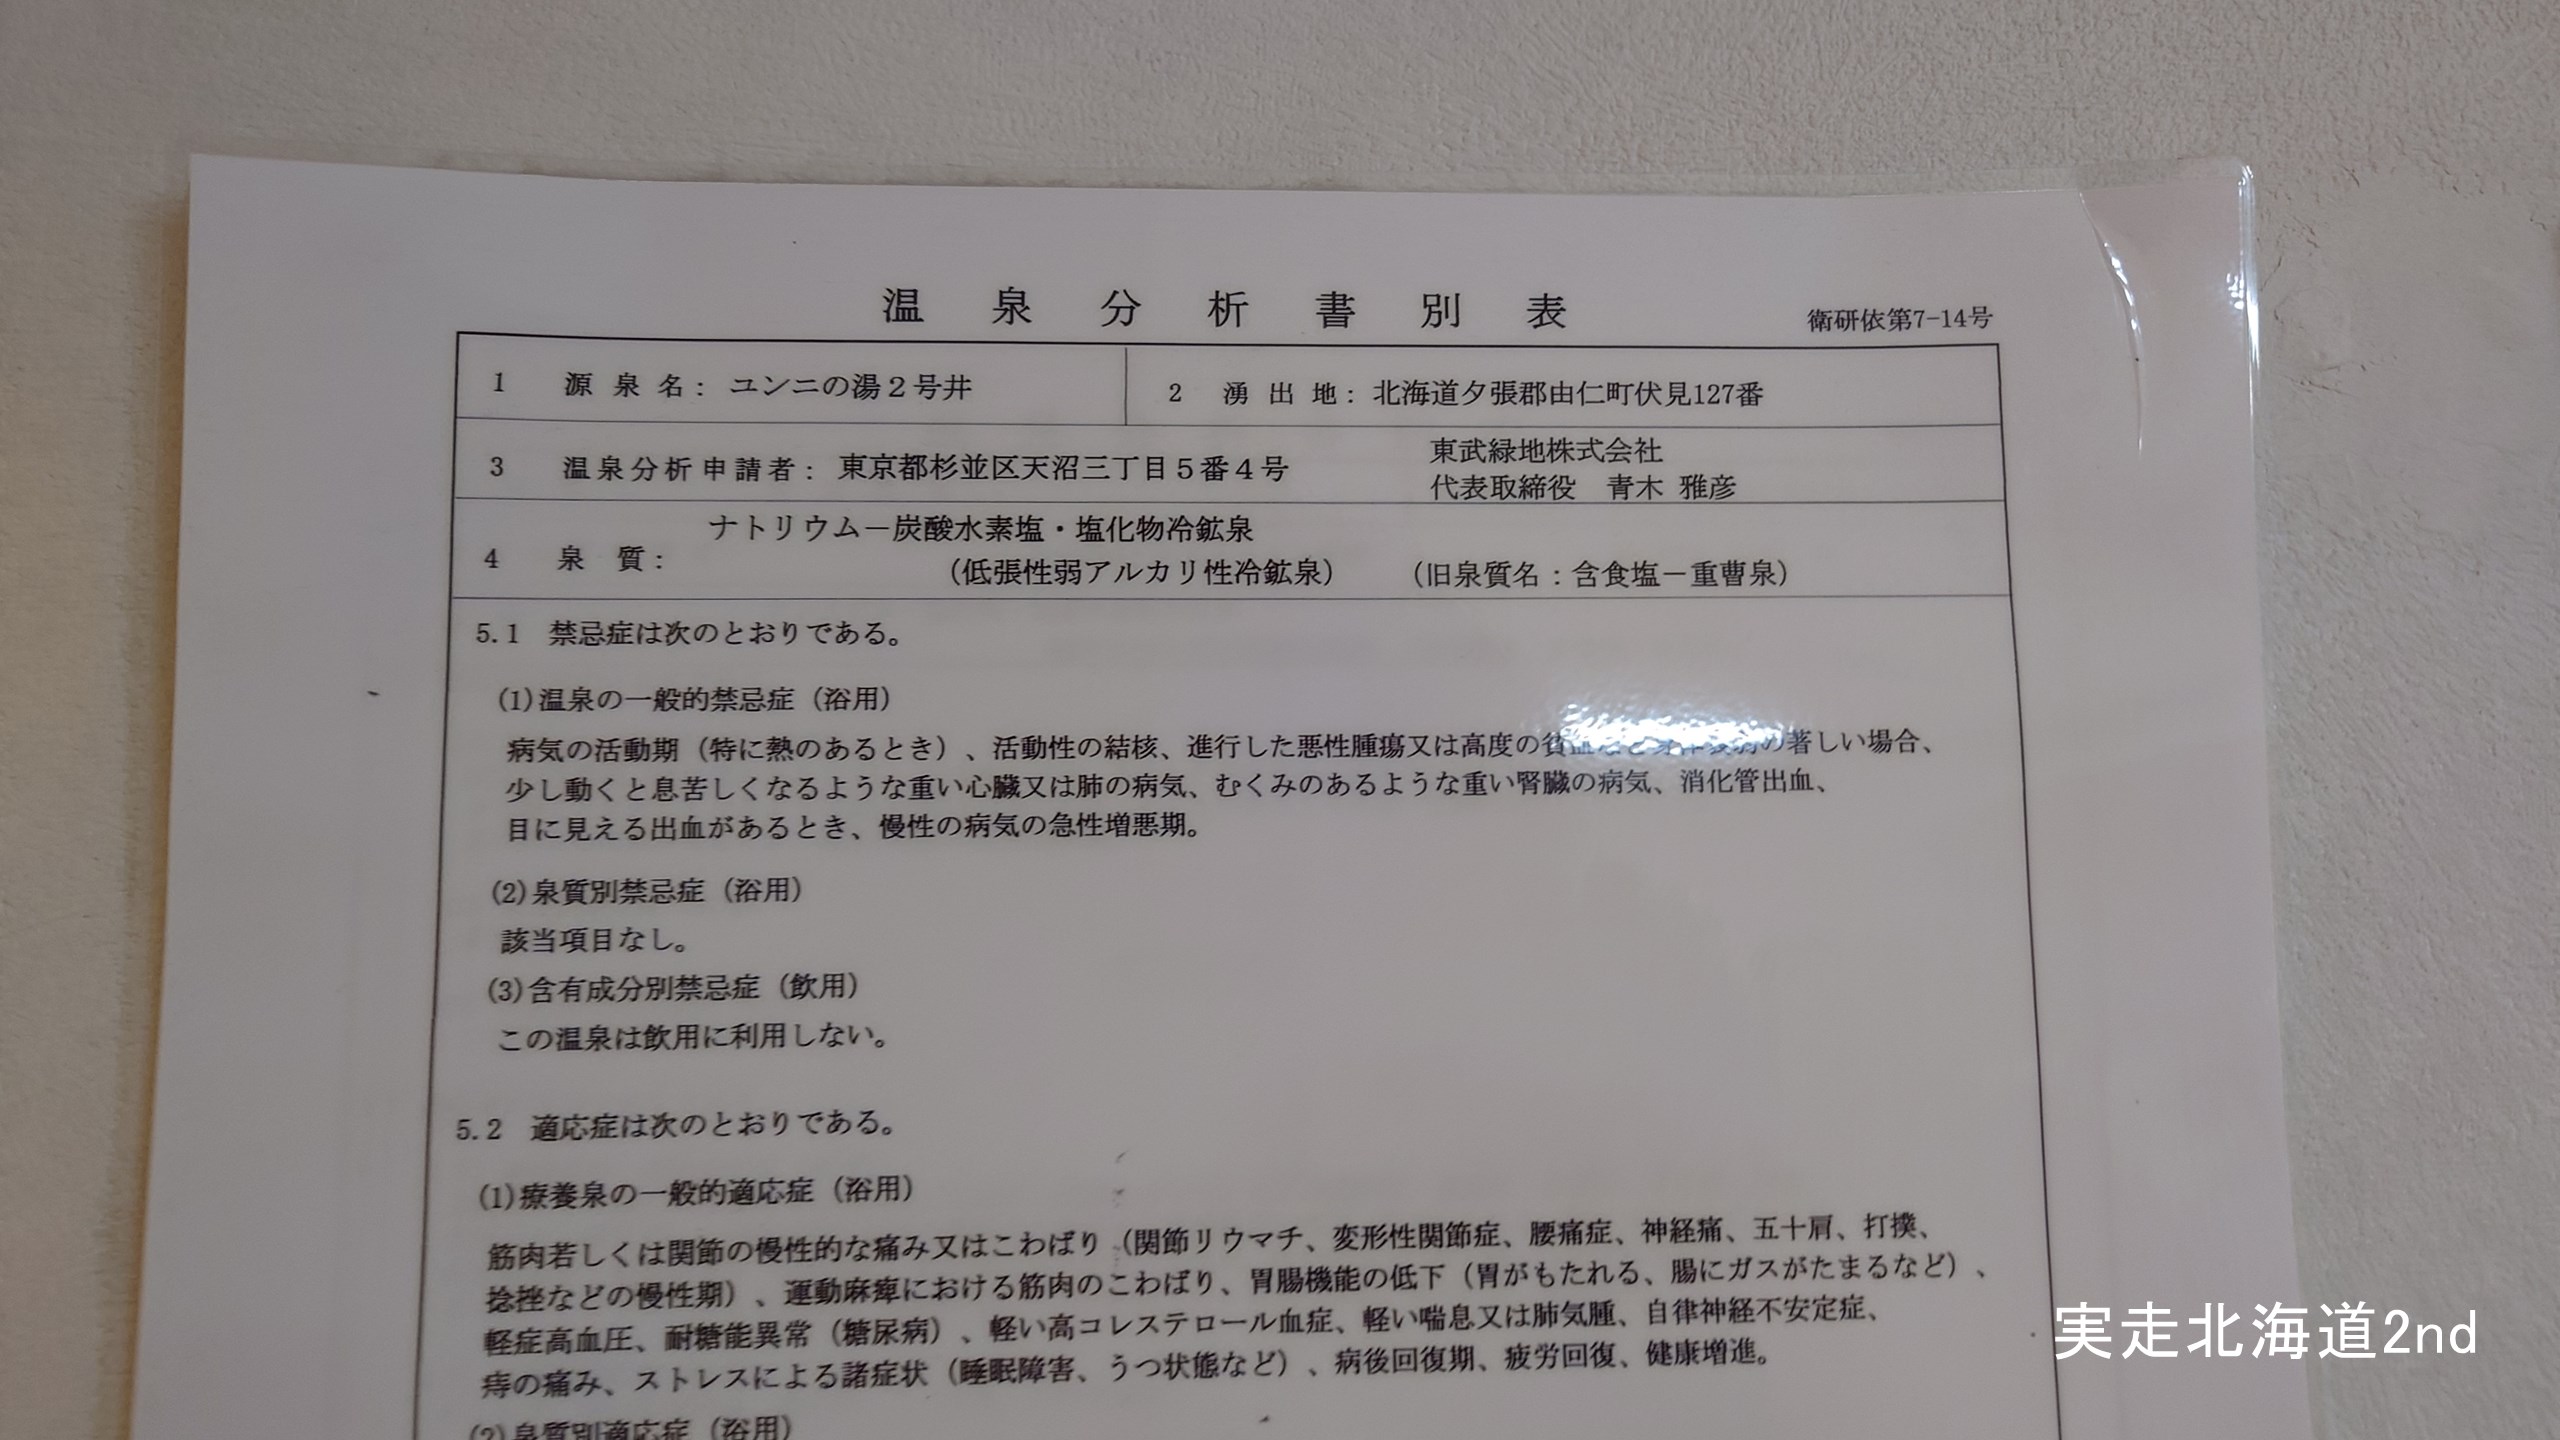 温泉分析書別表
衛研依第7-14号
1 源泉名： ユンニの湯２号井
2 湧出地： 北海道夕張郡由仁町伏見127番
3 温泉分析申請者： 東京都杉並区天沼三丁目５番４号
東武緑地株式会社
代表取締役 青木 雅彦
4 泉質：
ナトリウム－炭酸水素塩・塩化物冷鉱泉
（低張性弱アルカリ性冷鉱泉） （旧泉質名：含食塩－重曹泉）
5.1 禁忌症は次のとおりである。
(1)温泉の一般的禁忌症（浴用）
病気の活動期（特に熱のあるとき）、活動性の結核、進行した悪性腫瘍又は高度の の著しい場合、
少し動くと息苦しくなるような重い心臓又は肺の病気、むくみのあるような重い腎臓の病気、消化管出血、
目に見える出血があるとき、慢性の病気の急性増悪期。
(2)泉質別禁忌症（浴用）
該当項目なし。
(3)含有成分別禁忌症（飲用）
この温泉は飲用に利用しない。
5.2 適応症は次のとおりである。
(1)療養泉の一般的適応症（浴用）
筋肉若しくは関節の慢性的な痛み又はこわばり（関節リウマチ、変形性関節症、腰痛症、神経痛、五十肩、打撲、
捻挫などの慢性期）、運動麻痺における筋肉のこわばり、胃腸機能の低下（胃がもたれる、腸にガスがたまるなど）、
軽症高血圧、耐糖能異常（糖尿病）、軽い高コレステロール血症、軽い喘息又は肺気腫、自律神経不安定症、
痔の痛み、ストレスによる諸症状（睡眠障害、うつ状態など）、病後回復期、疲労回復、健康増進。
(2)泉質別適応症（浴用）
実走北海道2nd